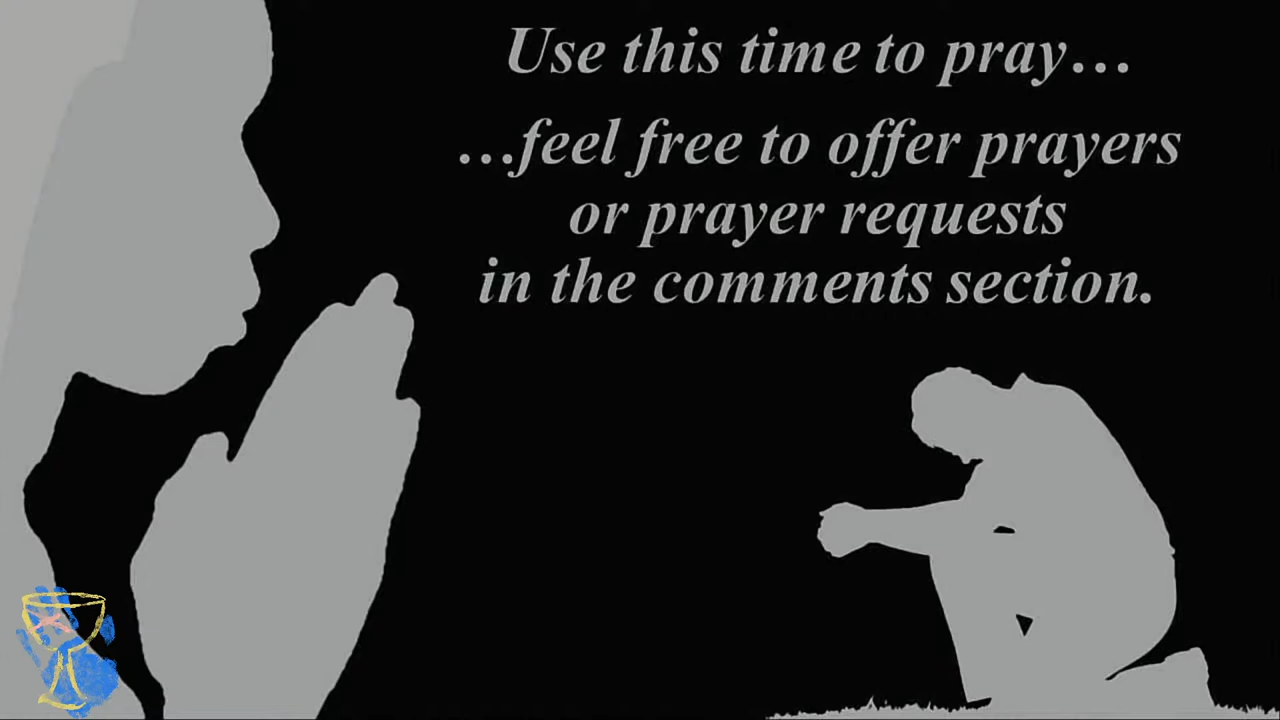 Use this time to pray…
…feel free to offer prayers
or prayer requests
in the comments section.